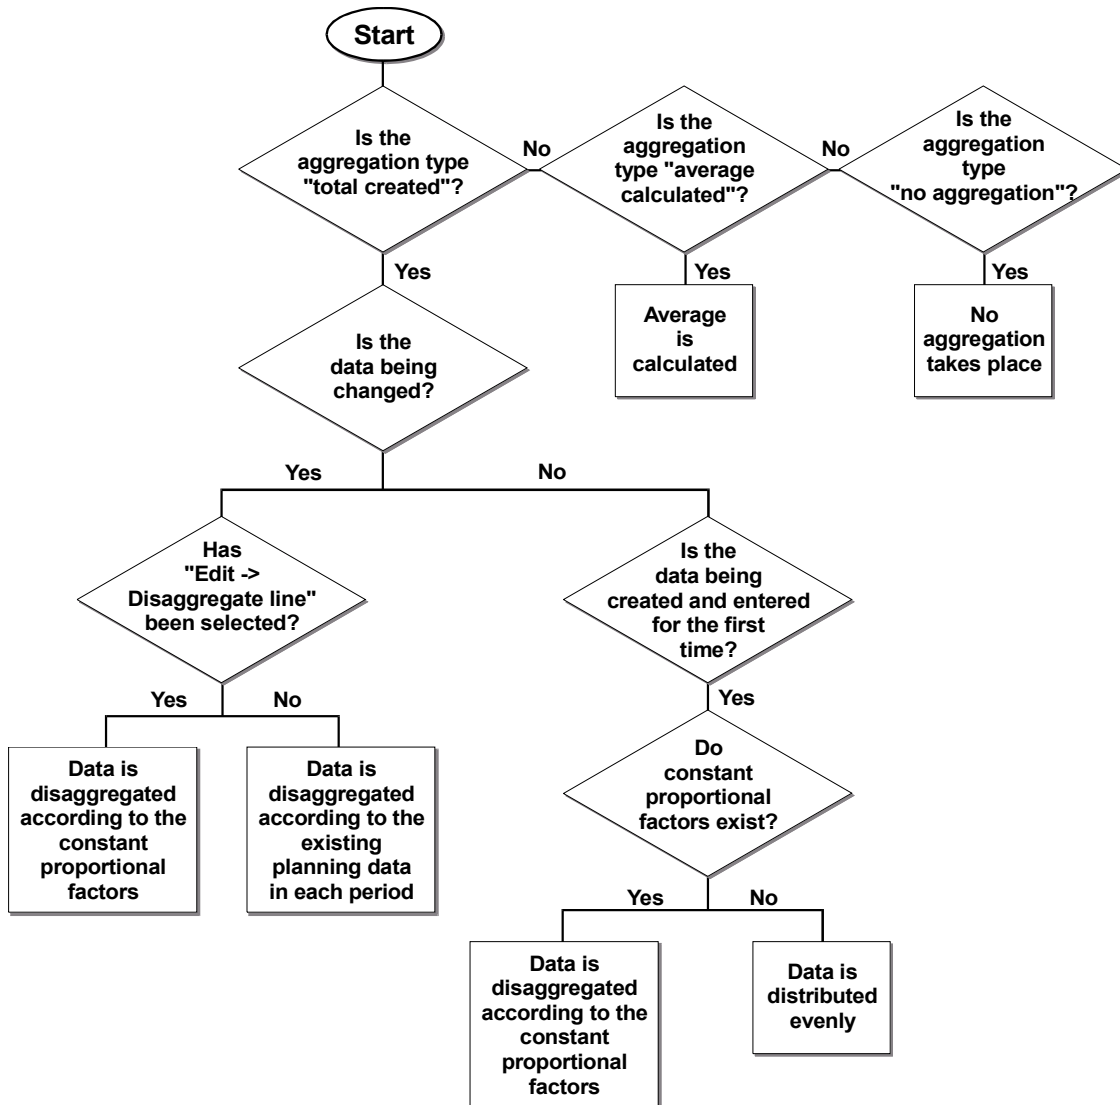 Start
Is the
aggregation type
"total created"?
No
Is the
aggregation
type "average
calculated"?
No
Is the
aggregation
type
"no aggregation"?
Yes
Yes
Yes
Is the
data being
changed?
Average
is
calculated
No
aggregation
takes place
Yes
No
Has
"Edit ->
Disaggregate line"
been selected?
Is the
data being
created and entered
for the first
time?
Yes
No
Yes
Data is
disaggregated
according to the
constant
proportional
factors
Data is
disaggregated
according to the
existing
planning data
in each period
Do
constant
proportional
factors exist?
Yes
No
Data is
disaggregated
according to the
constant
proportional
factors
Data is
distributed
evenly